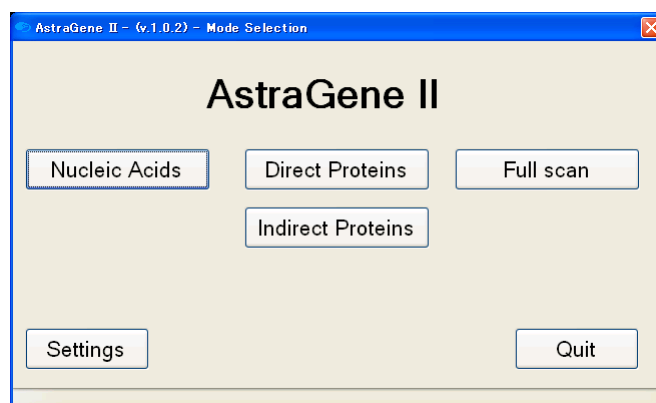 AstraGene II - (v.1.0.2) - Mode Selection
AstraGene II
Nucleic Acids Direct Proteins Full scan
Indirect Proteins
Settings Quit